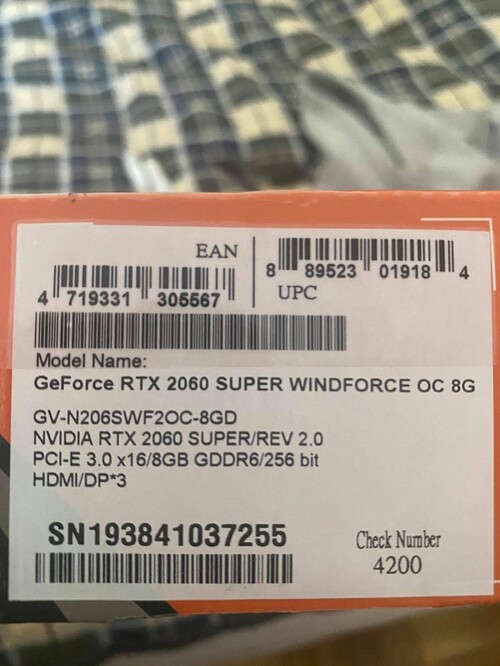 EAN
4 719331 305567
8 89523 01918 4
UPC
Model Name:
GeForce RTX 2060 SUPER WINDFORCE OC 8G
GV-N206SWF2OC-8GD
NVIDIA RTX 2060 SUPER/REV 2.0
PCI-E 3.0 x16/8GB GDDR6/256 bit
HDMI/DP*3
SN193841037255
Check Number
4200